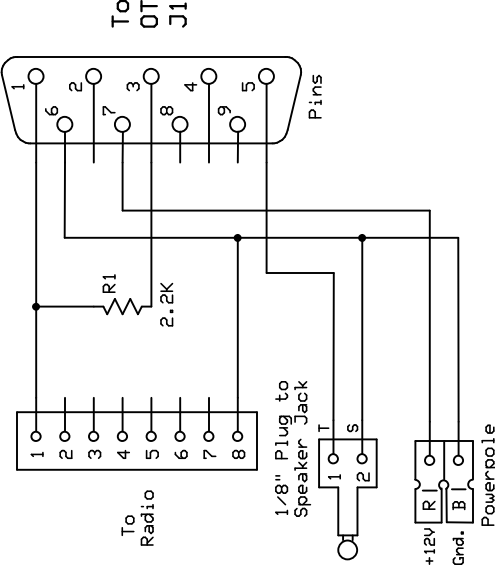 To
OT
J1
1
2
3
4
5
6
7
8
9
Pins
R1
2.2K
1
2
3
4
5
6
7
8
To
Radio
1/8" Plug to
Speaker Jack
T
S
1
2
R
B
+12V
Gnd.
Powerpole